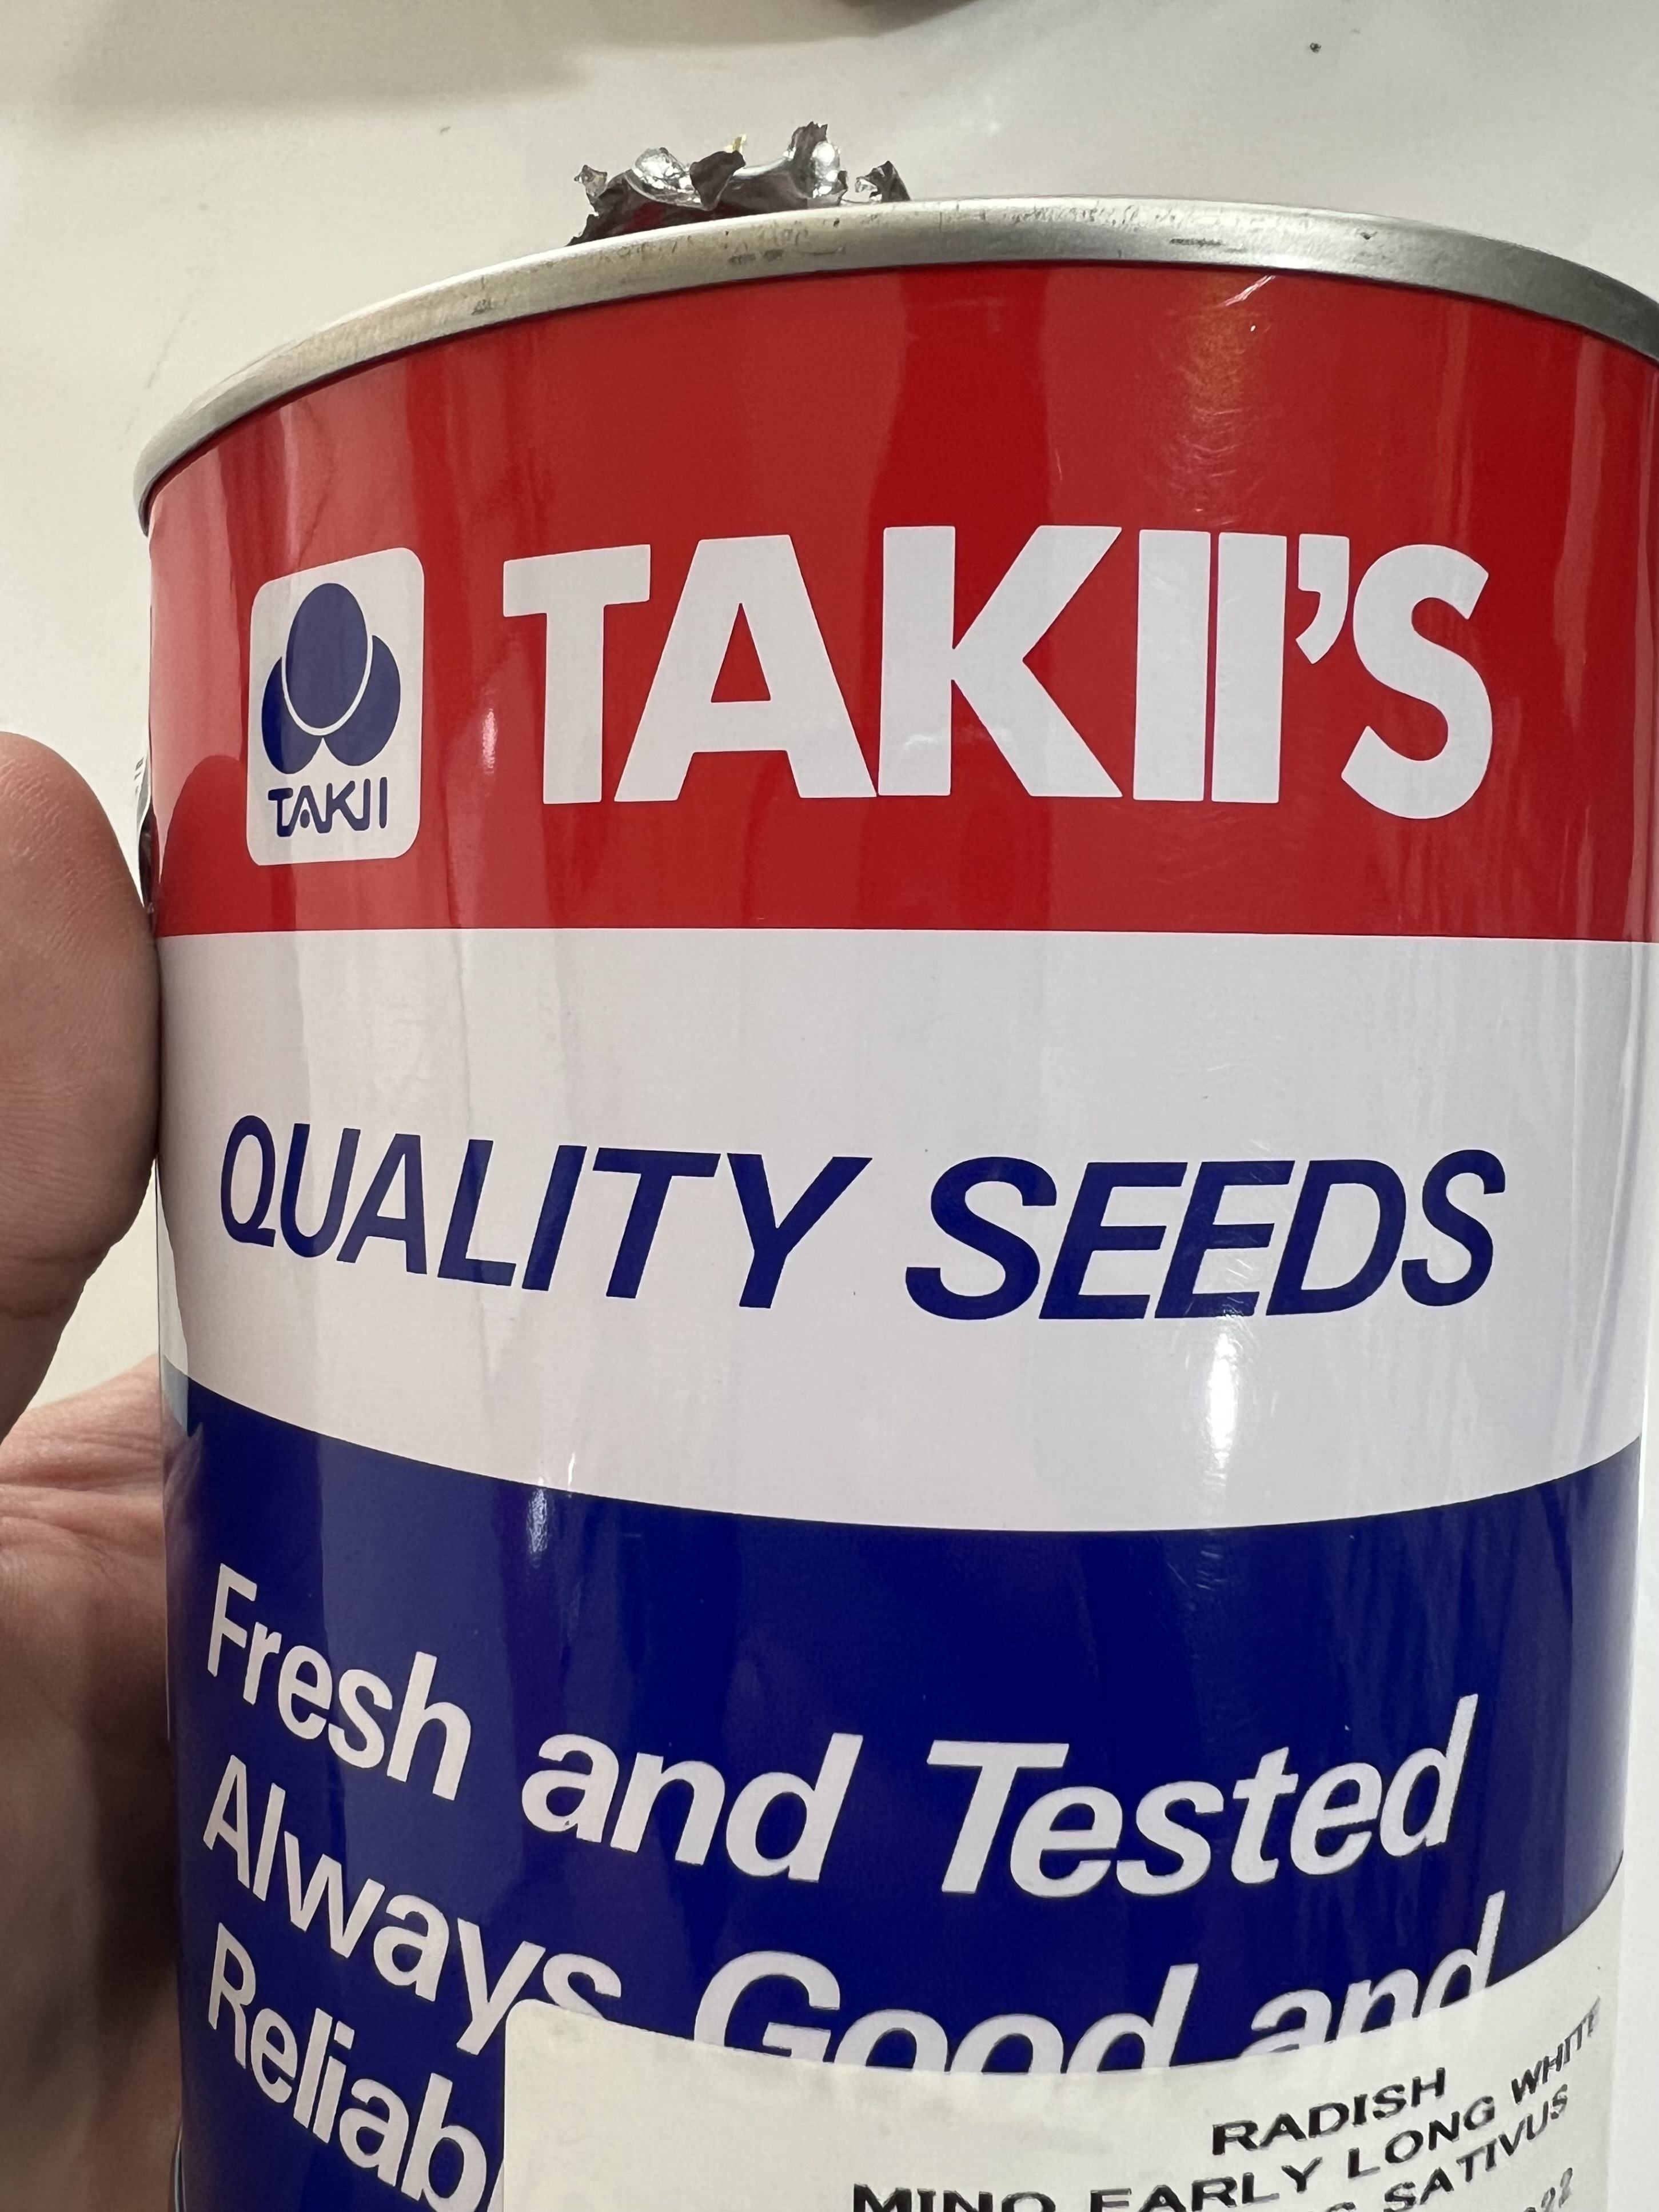 TAKII
TAKII'S
QUALITY SEEDS
Fresh and Tested
Always Good and
Reliab
RADISH
MINO EARLY LONG WHITE
SATIVUS